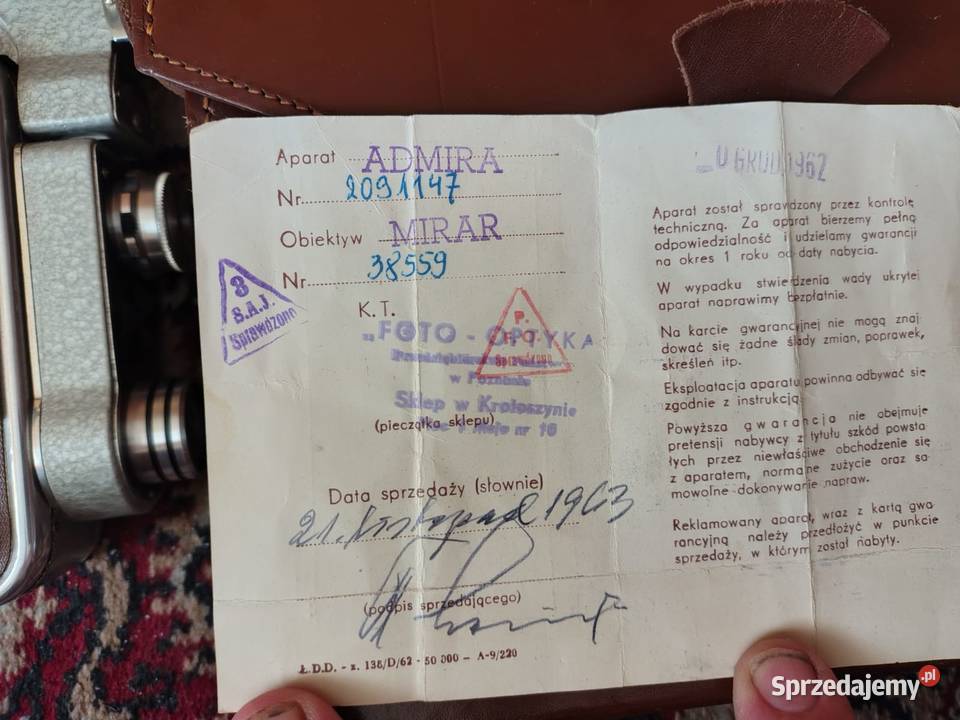 Aparat ADMIRA
Nr. 2091147
Obiektyw MIRAR
Nr. 38559
K. T.
3
S.A.J.
Sprawdzono
P.
"FOTO - OPTYKA
w Poznaniu
Sklep w Krotoszynie
Maja nr 16
(pieczątka sklepu)
Data sprzedaży (słownie)
21. listopad 1963
(podpis sprzedającego)
Ł.D.D. - z. 136/D/62 - 50 000 - A-9/220
GRUD. 1962
Aparat został sprawdzony przez kontrolę
techniczną. Za aparat bierzemy pełną
odpowiedzialność i udzielamy gwarancji
na okres 1 roku od daty nabycia.
W wypadku stwierdzenia wady ukrytej
aparat naprawimy bezpłatnie.
Na karcie gwarancyjnej nie mogą znaj
dować się żadne ślady zmian, poprawek,
skreśleń itp.
Eksploatacja aparatu powinna odbywać się
zgodnie z instrukcją.
Powyższa gwarancja nie obejmuje
pretensji nabywcy z tytułu szkód powsta
łych przez niewłaściwe obchodzenie się
z aparatem, normalne zużycie oraz sa
mowolne dokonywanie napraw.
Reklamowany aparat, wraz z kartą gwa
rancyjną należy przedłożyć w punkcie
sprzedaży, w którym został nabyty.
Sprzedajemy.pl